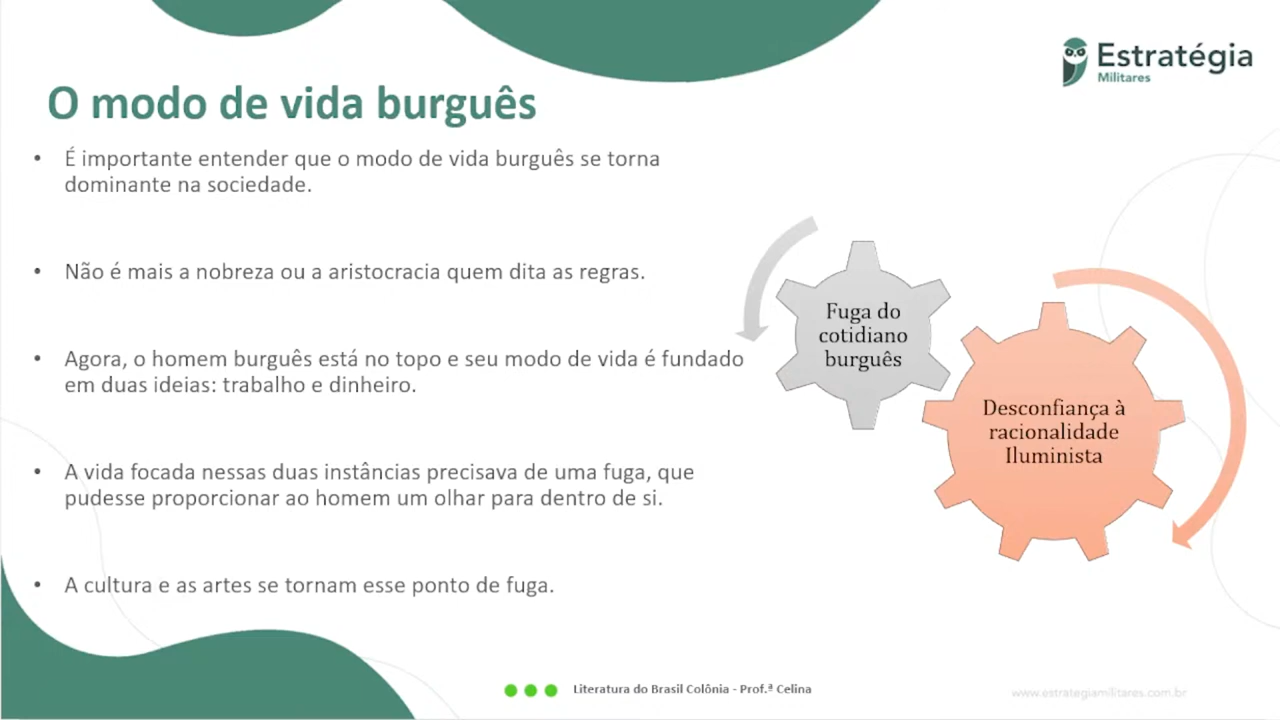 Estratégia
Militares
O modo de vida burguês
• É importante entender que o modo de vida burguês se torna
dominante na sociedade.
• Não é mais a nobreza ou a aristocracia quem dita as regras.
• Agora, o homem burguês está no topo e seu modo de vida é fundado
em duas ideias: trabalho e dinheiro.
• A vida focada nessas duas instâncias precisava de uma fuga, que
pudesse proporcionar ao homem um olhar para dentro de si.
• A cultura e as artes se tornam esse ponto de fuga.
Fuga do
cotidiano
burguês
Desconfiança à
racionalidade
Iluminista
Literatura do Brasil Colônia - Prof.ª Celina
www.estrategiamilitares.com.br